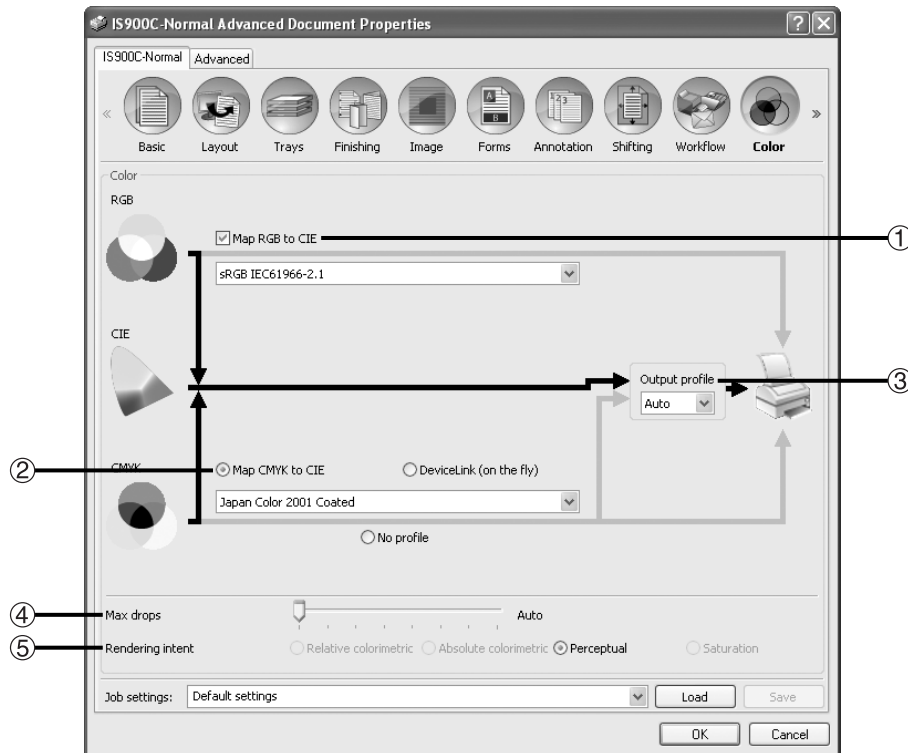 IS900C-Normal Advanced Document Properties
IS900C-Normal Advanced
Basic Layout Trays Finishing Image Forms Annotation Shifting Workflow Color
Color
RGB
Map RGB to CIE ①
sRGB IEC61966-2.1
CIE
Output profile ③
Auto
② CMYK Map CMYK to CIE DeviceLink (on the fly)
Japan Color 2001 Coated
No profile
④ Max drops Auto
⑤ Rendering intent Relative colorimetric Absolute colorimetric Perceptual Saturation
Job settings: Default settings Load Save
OK Cancel